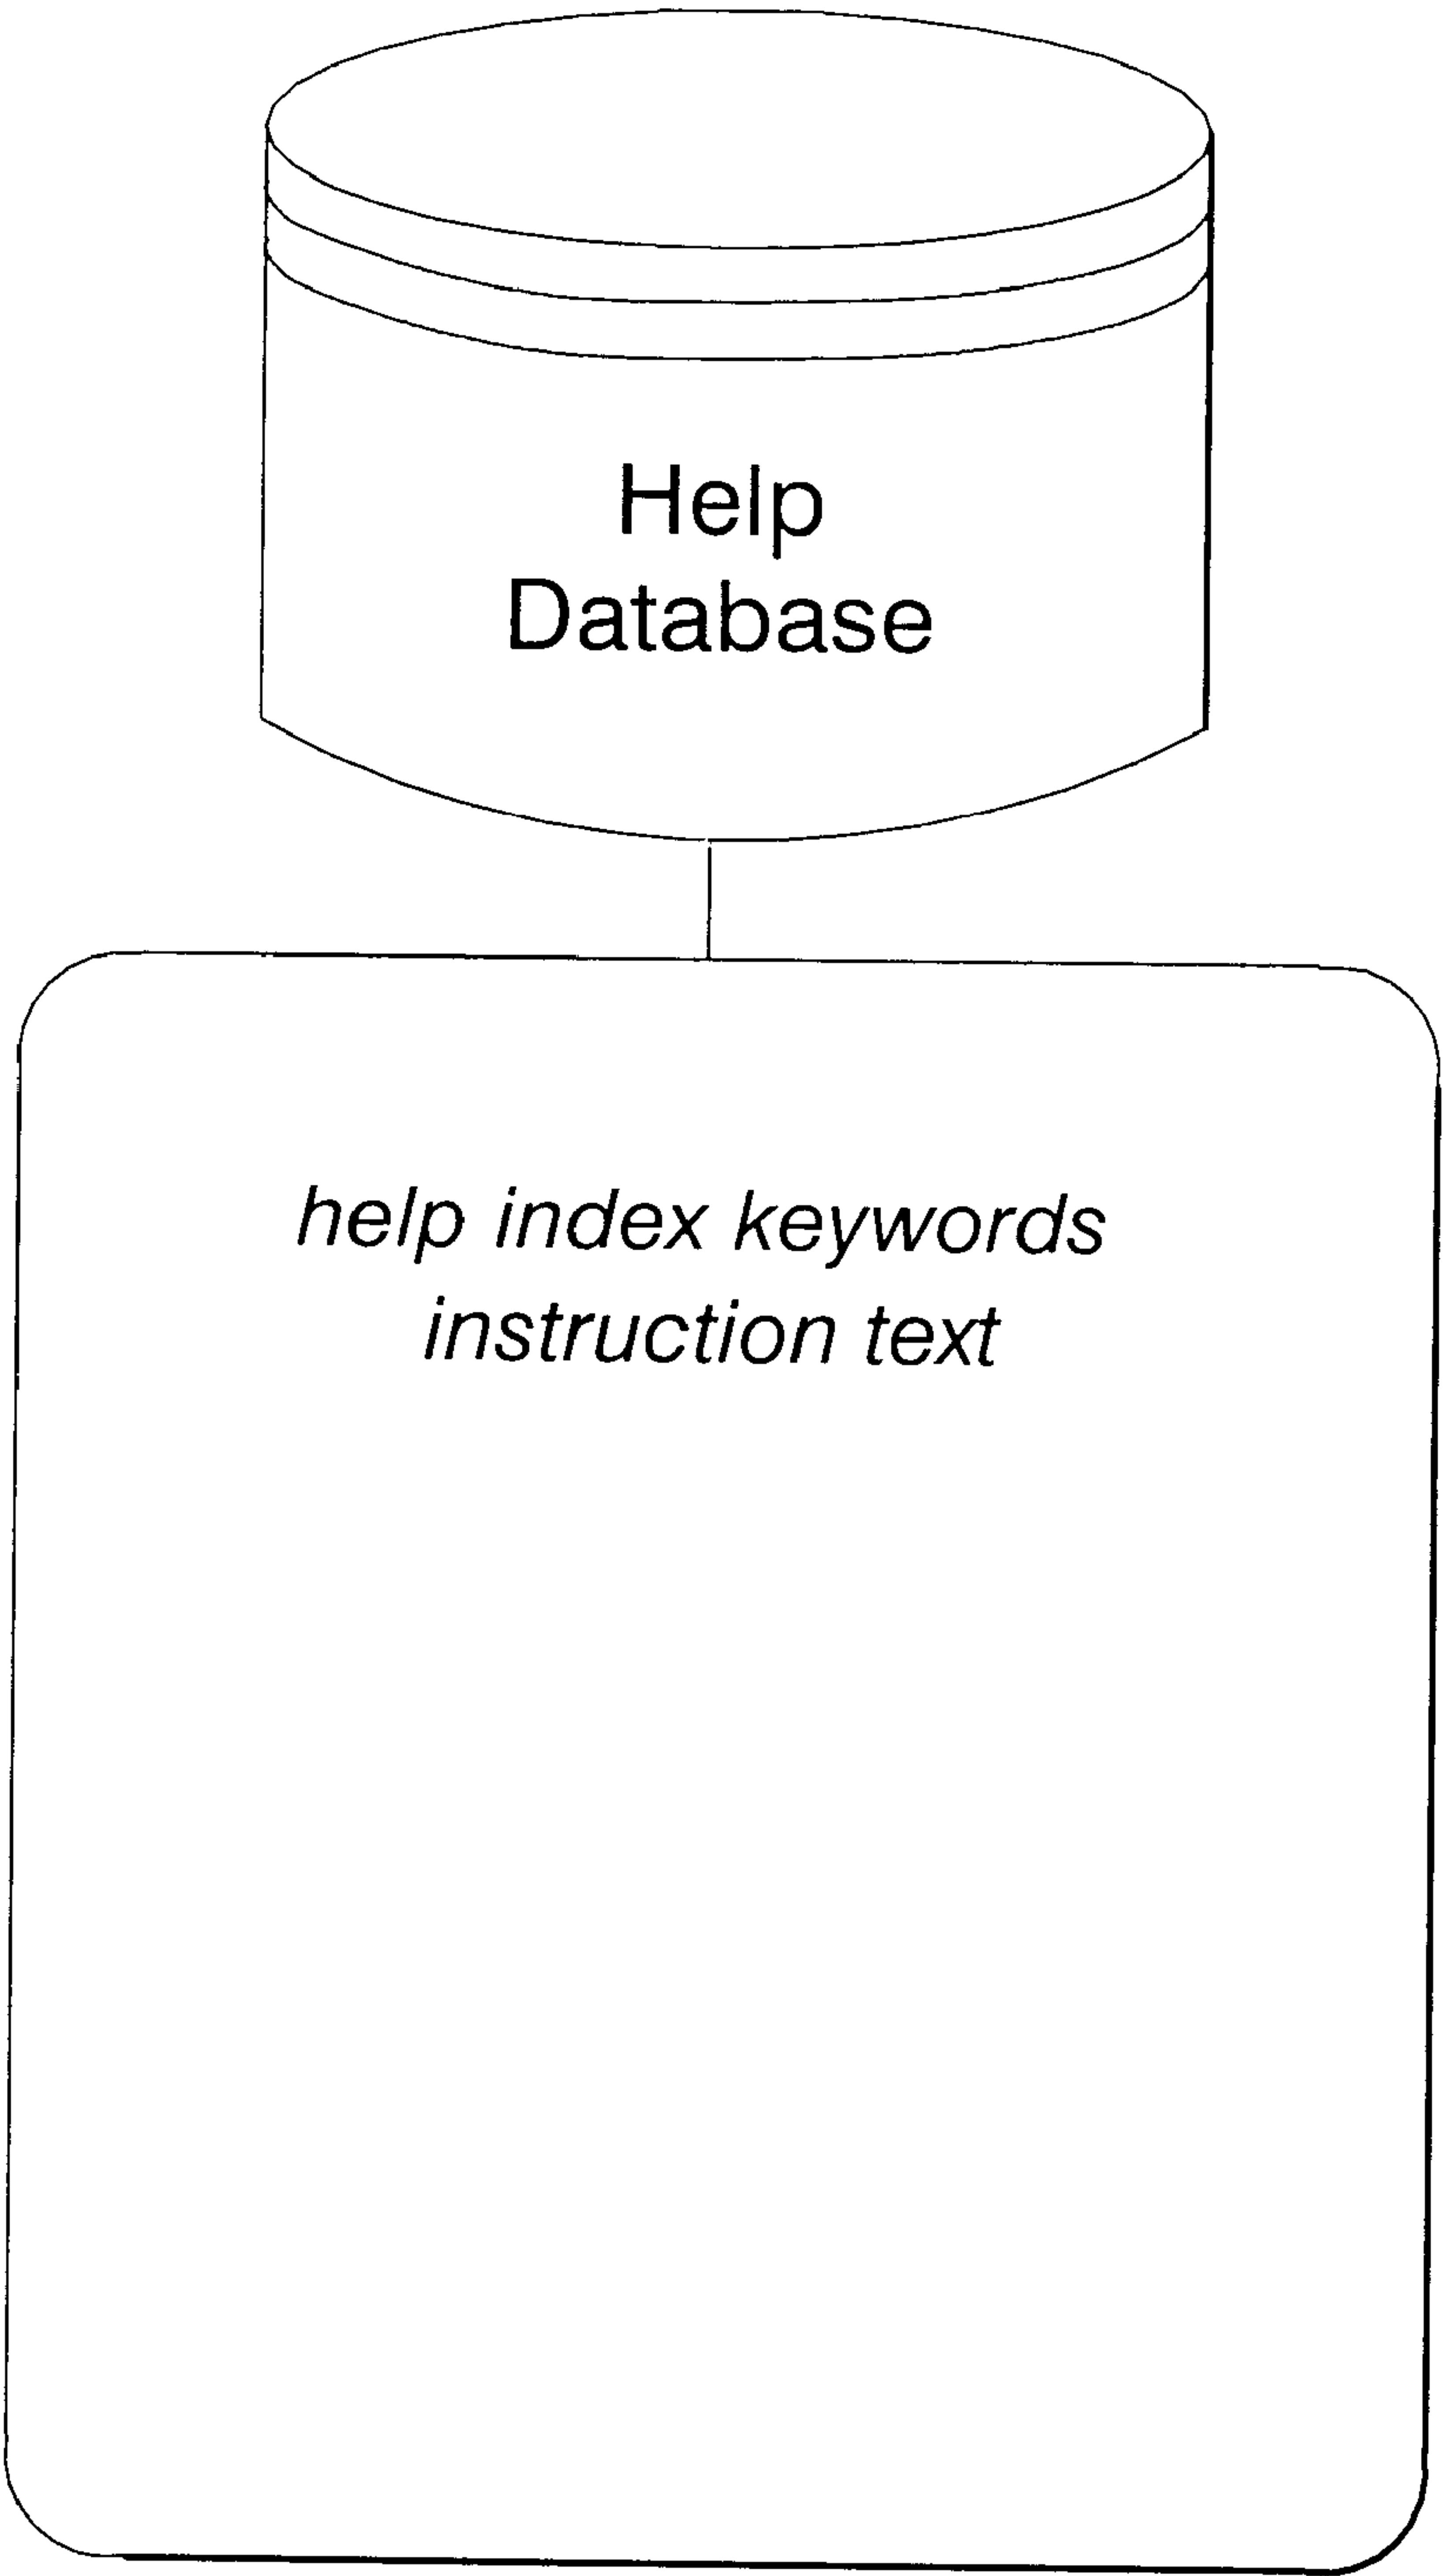 Help
Database
help index keywords
instruction text